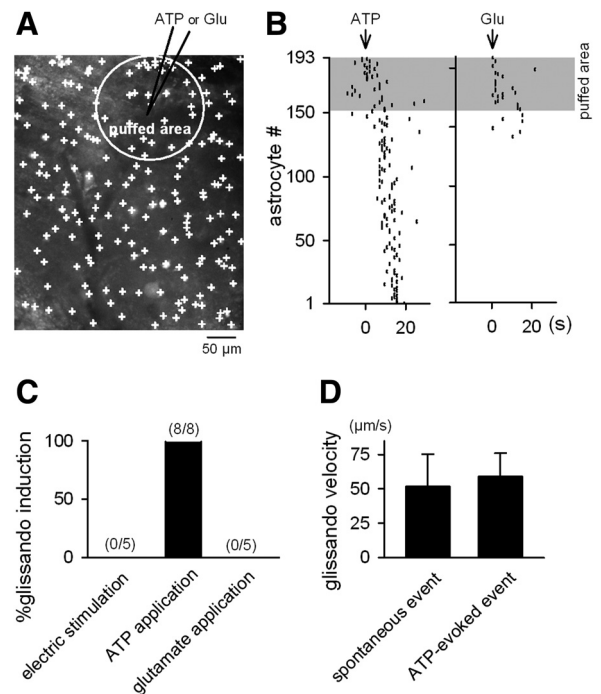 A
ATP or Glu
puffed area
50 µm
B
ATP
Glu
193
150
100
50
1
astrocyte #
puffed area
0
20
0
20
(s)
C
%glissando induction
100
50
0
(0/5)
(8/8)
(0/5)
electric stimulation
ATP application
glutamate application
D
(µm/s)
glissando velocity
75
50
25
0
spontaneous event
ATP-evoked event